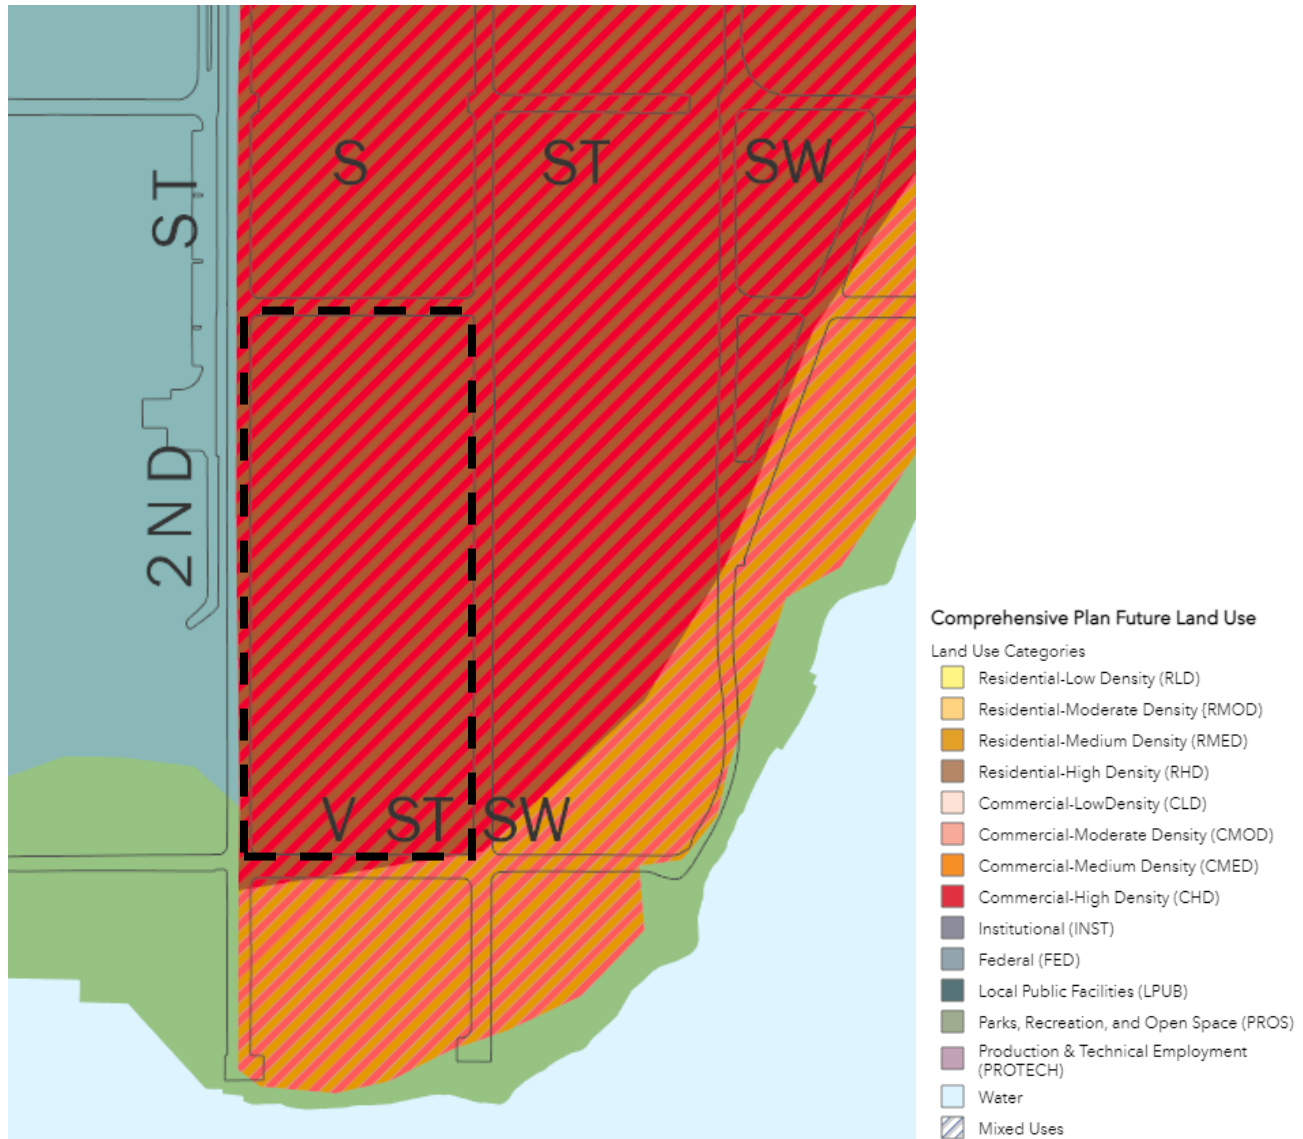 S ST SW
2ND ST
V ST SW
Comprehensive Plan Future Land Use
Land Use Categories
Residential-Low Density (RLD)
Residential-Moderate Density {RMOD)
Residential-Medium Density (RMED)
Residential-High Density (RHD)
Commercial-LowDensity (CLD)
Commercial-Moderate Density (CMOD)
Commercial-Medium Density (CMED)
Commercial-High Density (CHD)
Institutional (INST)
Federal (FED)
Local Public Facilities (LPUB)
Parks, Recreation, and Open Space (PROS)
Production & Technical Employment
(PROTECH)
Water
Mixed Uses